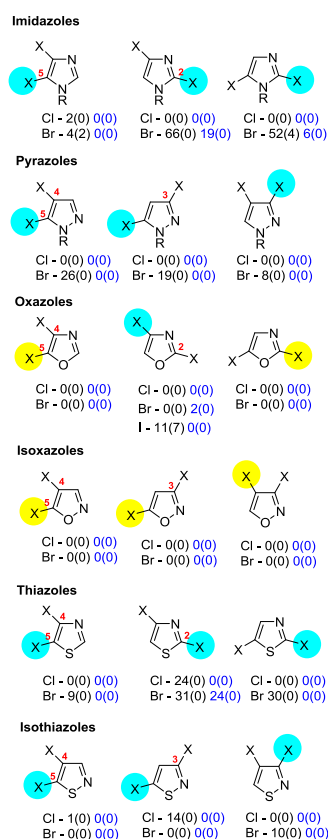 Imidazoles
X N 5 X N R
X N 2 X N R
N X N X R
Cl - 2(0) 0(0) Cl - 0(0) 0(0) Cl - 0(0) 0(0)
Br - 4(2) 0(0) Br - 66(0) 19(0) Br - 52(4) 6(0)
Pyrazoles
X 4 5 X N N R
X 3 X N N R
X X N N R
Cl - 0(0) 0(0) Cl - 0(0) 0(0) Cl - 0(0) 0(0)
Br - 26(0) 0(0) Br - 19(0) 0(0) Br - 8(0) 0(0)
Oxazoles
X 4 N 5 X O
X N 2 X O
N X O X
Cl - 0(0) 0(0) Cl - 0(0) 0(0) Cl - 0(0) 0(0)
Br - 0(0) 0(0) Br - 0(0) 2(0) Br - 0(0) 0(0)
I - 11(7) 0(0)
Isoxazoles
X 4 5 X O N
X 3 X O N
X X O N
Cl - 0(0) 0(0) Cl - 0(0) 0(0) Cl - 0(0) 0(0)
Br - 0(0) 0(0) Br - 0(0) 0(0) Br - 0(0) 0(0)
Thiazoles
X 4 N 5 X S
X N 2 X S
N X S X
Cl - 0(0) 0(0) Cl - 24(0) 0(0) Cl - 0(0) 0(0)
Br - 9(0) 0(0) Br - 31(0) 24(0) Br 30(0) 0(0)
Isothiazoles
X 4 5 X S N
X 3 X S N
X X S N
Cl - 1(0) 0(0) Cl - 14(0) 0(0) Cl - 0(0) 0(0)
Br - 0(0) 0(0) Br - 0(0) 0(0) Br - 10(0) 0(0)